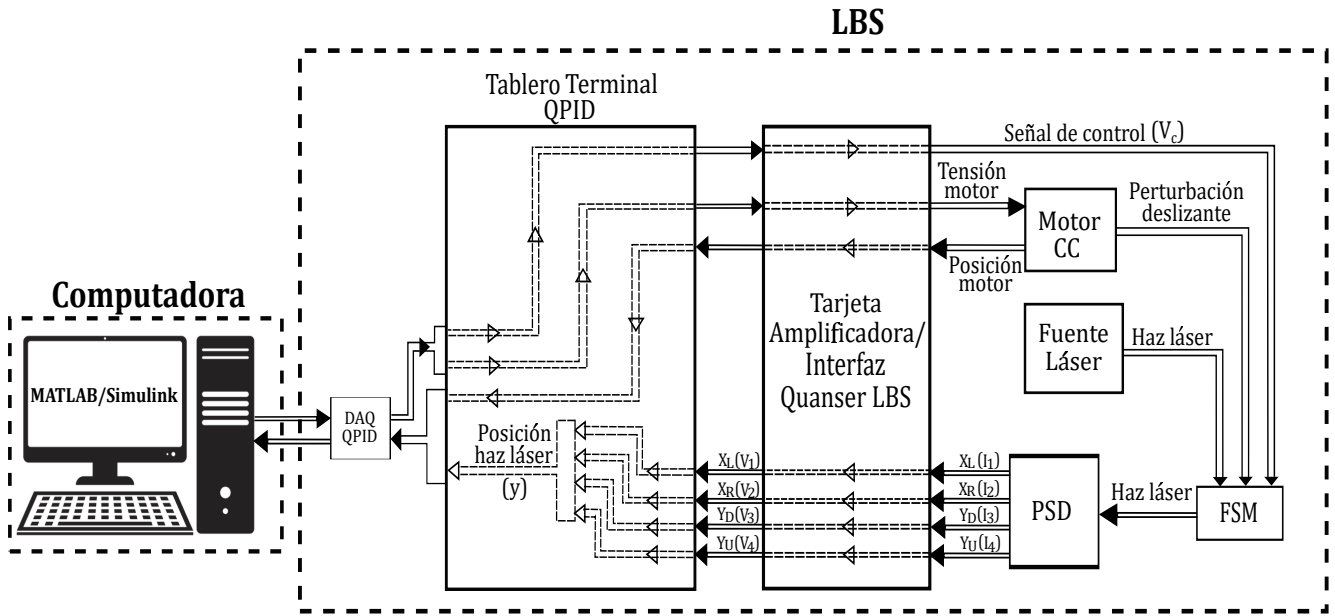 LBS
Tablero Terminal
QPID
Señal de control (Vc)
Tensión
motor
Motor
CC
Perturbación
deslizante
Posición
motor
Computadora
MATLAB/Simulink
DAQ
QPID
Tarjeta
Amplificadora/
Interfaz
Quanser LBS
Fuente
Láser
Haz láser
Posición
haz láser
(y)
XL(V1)
XR(V2)
YD(V3)
YU(V4)
XL(I1)
XR(I2)
YD(I3)
YU(I4)
PSD
Haz láser
FSM